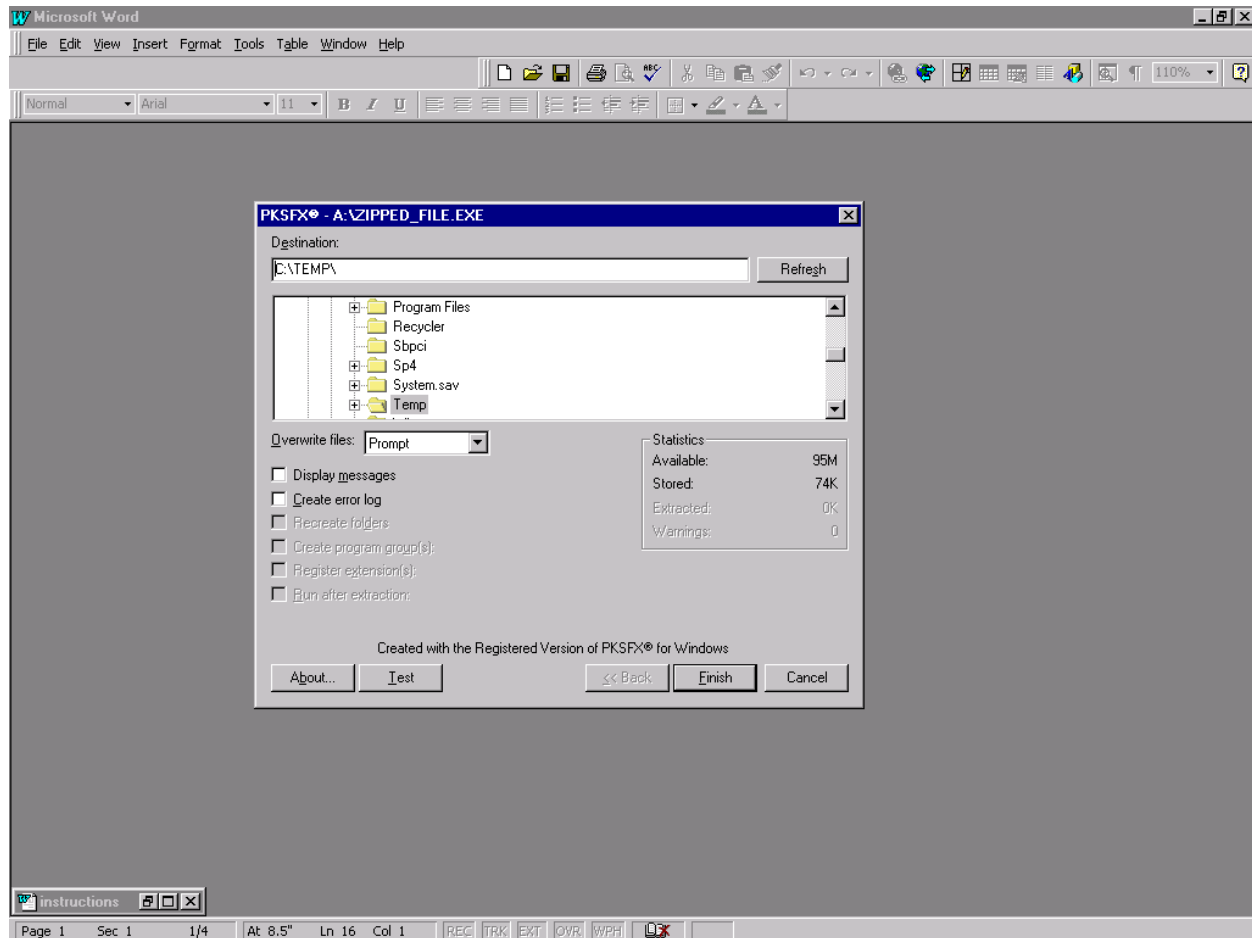 Microsoft Word
File Edit View Insert Format Tools Table Window Help
ABC 110%
Normal Arial 11 B I U A
PKSFX® - A:\ZIPPED_FILE.EXE
Destination:
C:\TEMP\ Refresh
Program Files
Recycler
Sbpci
Sp4
System.sav
Temp
Overwrite files: Prompt
Statistics
Available: 95M
Display messages
Stored: 74K
Create error log
Extracted: 0K
Recreate folders
Warnings: 0
Create program group(s):
Register extension(s):
Run after extraction:
Created with the Registered Version of PKSFX® for Windows
About... Test << Back Finish Cancel
instructions
Page 1 Sec 1 1/4 At 8.5" Ln 16 Col 1 REC TRK EXT OVR WPH